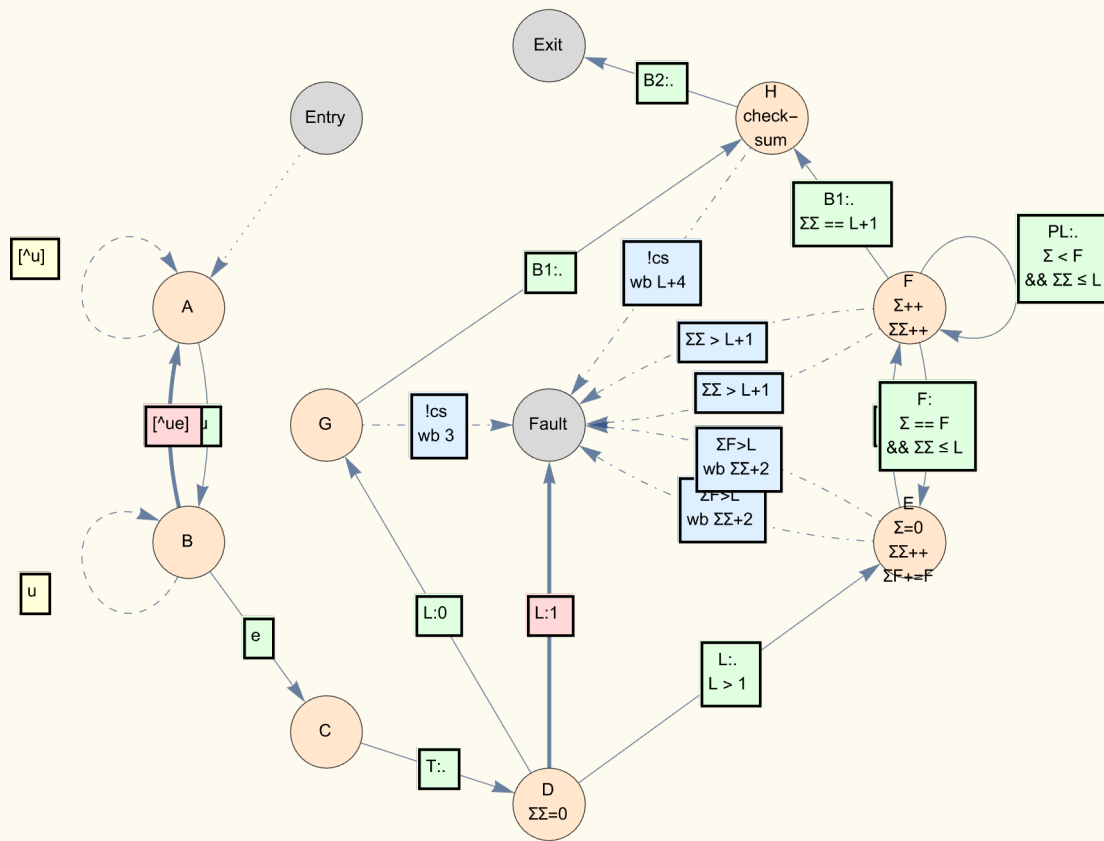 Exit
B2:.
H
check–
sum
Entry
B1:.
ΣΣ == L+1
[^u]
PL:.
Σ < F
&& ΣΣ ≤ L
!cs
wb L+4
B1:.
F
Σ++
ΣΣ++
A
ΣΣ > L+1
ΣΣ > L+1
[^ue]
u
G
!cs
wb 3
Fault
F:
Σ == F
&& ΣΣ ≤ L
ΣF>L
wb ΣΣ+2
ΣF>L
wb ΣΣ+2
B
E
Σ=0
ΣΣ++
ΣF+=F
u
e
L:0
L:1
L:.
L > 1
C
T:.
D
ΣΣ=0